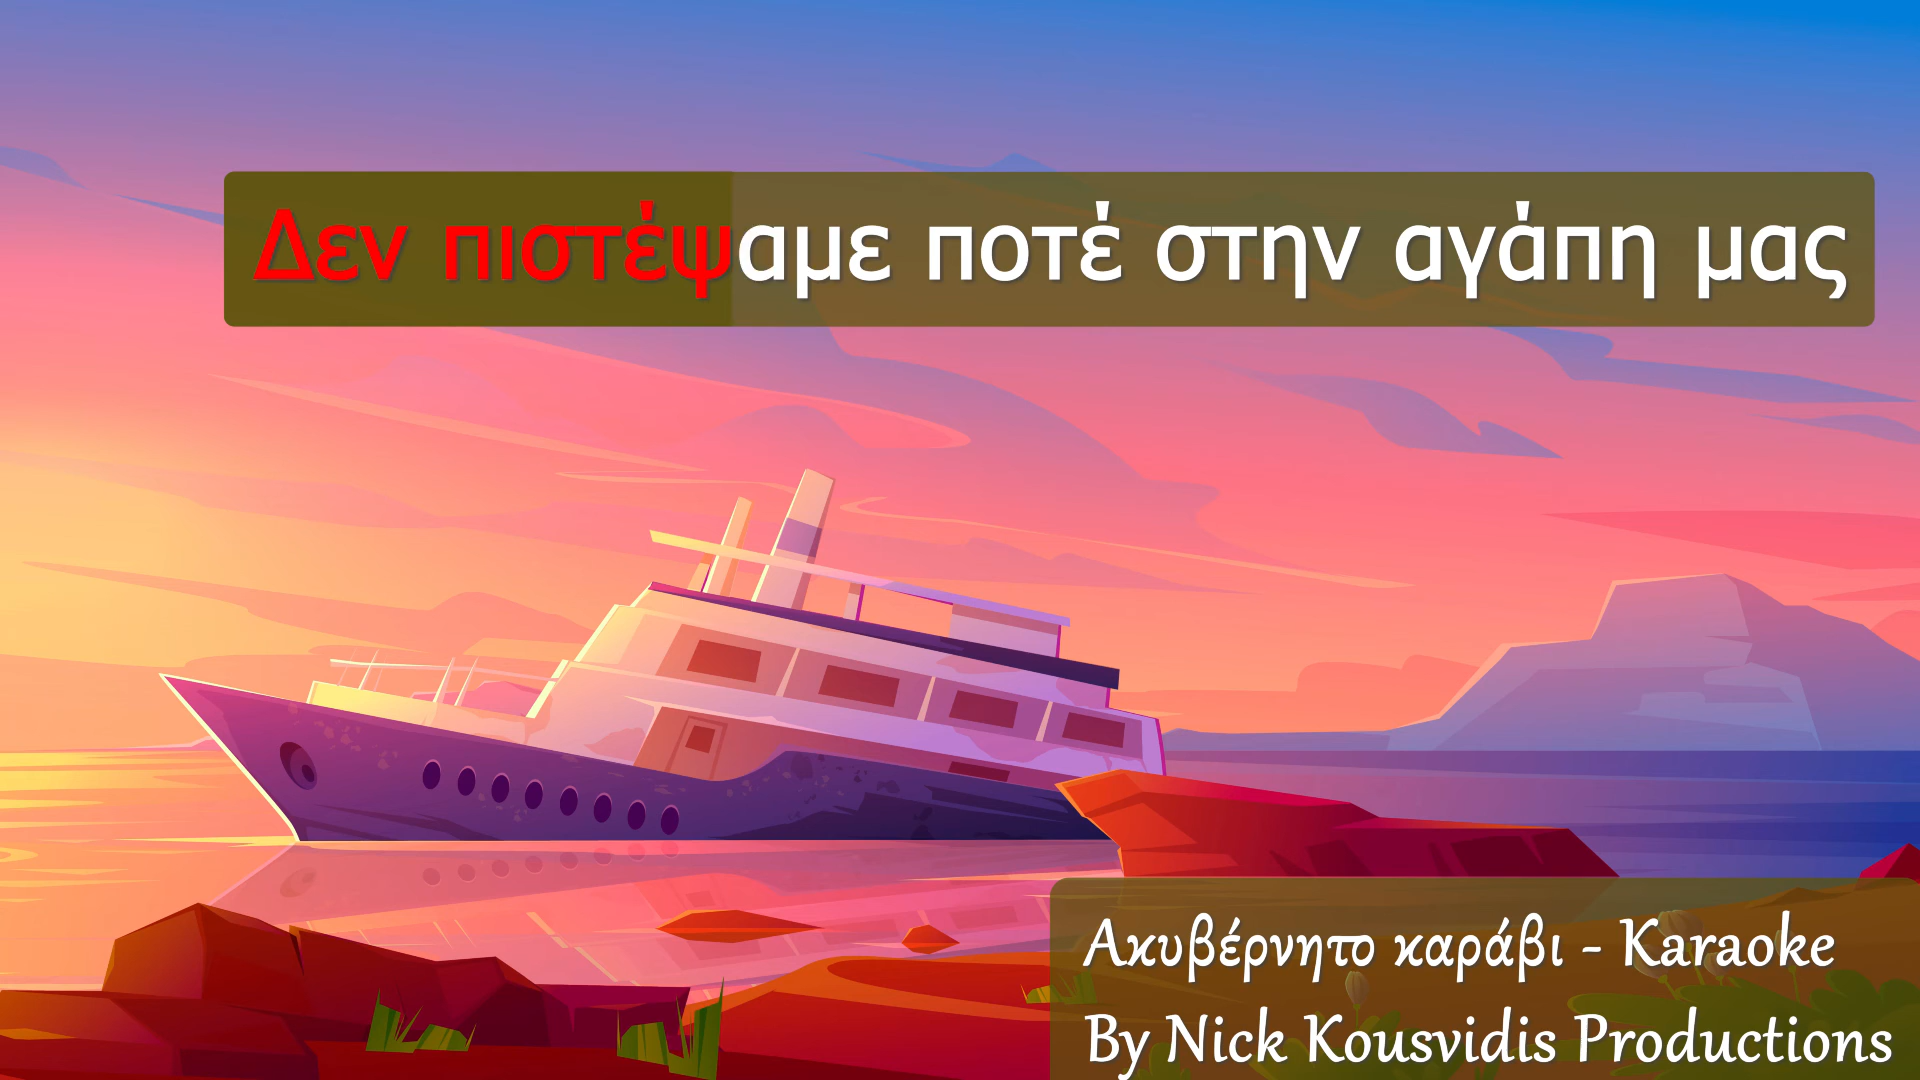 Δεν πιστέψαμε ποτέ στην αγάπη μας
Ακυβέρνητο καράβι - Karaoke
By Nick Kousvidis Productions